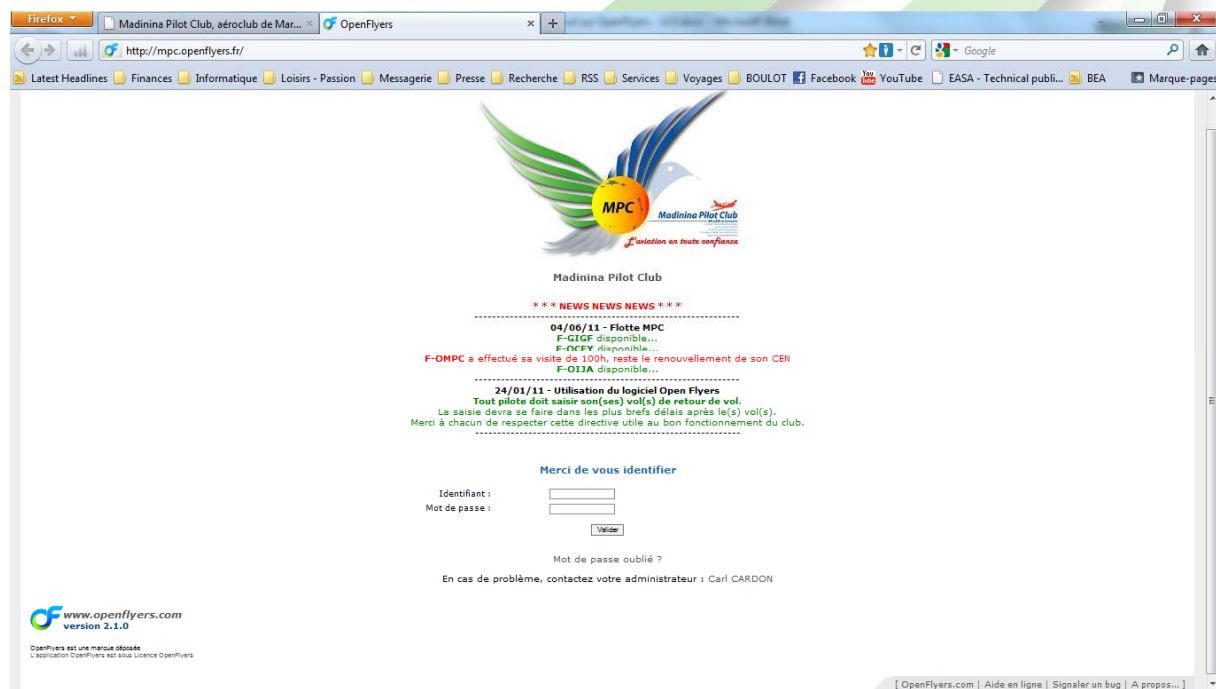 Firefox
Madinina Pilot Club, aéroclub de Mar...
OpenFlyers
http://mpc.openflyers.fr/
Google
Latest Headlines Finances Informatique Loisirs - Passion Messagerie Presse Recherche RSS Services Voyages BOULOT Facebook YouTube EASA - Technical publi... BEA Marque-pages
MPC
Madinina Pilot Club
L'aviation en toute confiance
Madinina Pilot Club
* * * NEWS NEWS NEWS * * *
------------------------------------------------------------
04/06/11 - Flotte MPC
F-GIGF disponible...
F-OCEY disponible...
F-OMPC a effectué sa visite de 100h, reste le renouvellement de son CEN
F-OIJA disponible...
------------------------------------------------------------
24/01/11 - Utilisation du logiciel Open Flyers
Tout pilote doit saisir son(ses) vol(s) de retour de vol.
La saisie devra se faire dans les plus brefs délais après le(s) vol(s).
Merci à chacun de respecter cette directive utile au bon fonctionnement du club.
------------------------------------------------------------
Merci de vous identifier
Identifiant :
Mot de passe :
Valider
Mot de passe oublié ?
En cas de problème, contactez votre administrateur : Carl CARDON
www.openflyers.com
version 2.1.0
OpenFlyers est une marque déposée
L'application OpenFlyers est sous Licence OpenFlyers
[ OpenFlyers.com | Aide en ligne | Signaler un bug | A propos... ]